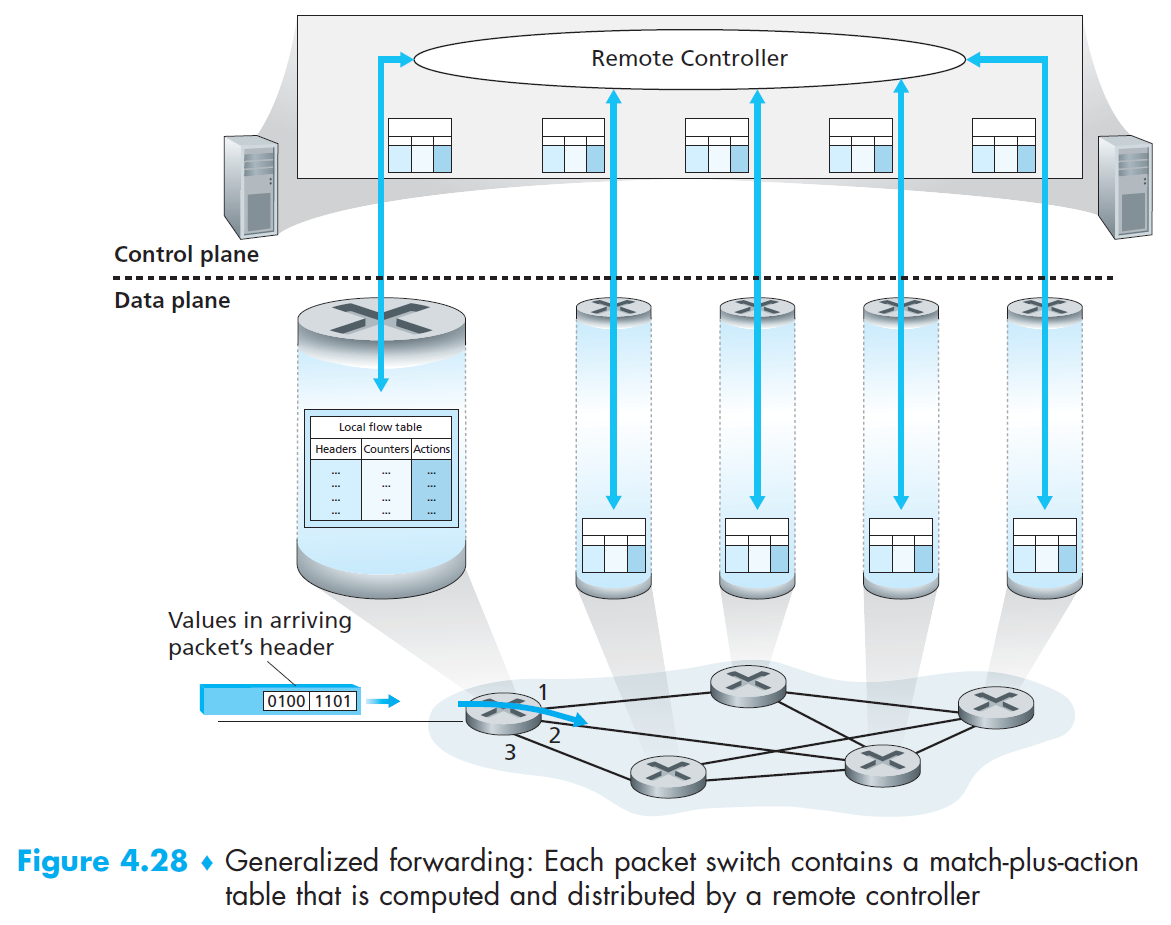 Remote Controller
Control plane
Data plane
Local flow table
Headers Counters Actions
... ... ...
... ... ...
... ... ...
... ... ...
Values in arriving
packet's header
0100 1101
1
2
3
Figure 4.28 ♦ Generalized forwarding: Each packet switch contains a match-plus-action
table that is computed and distributed by a remote controller